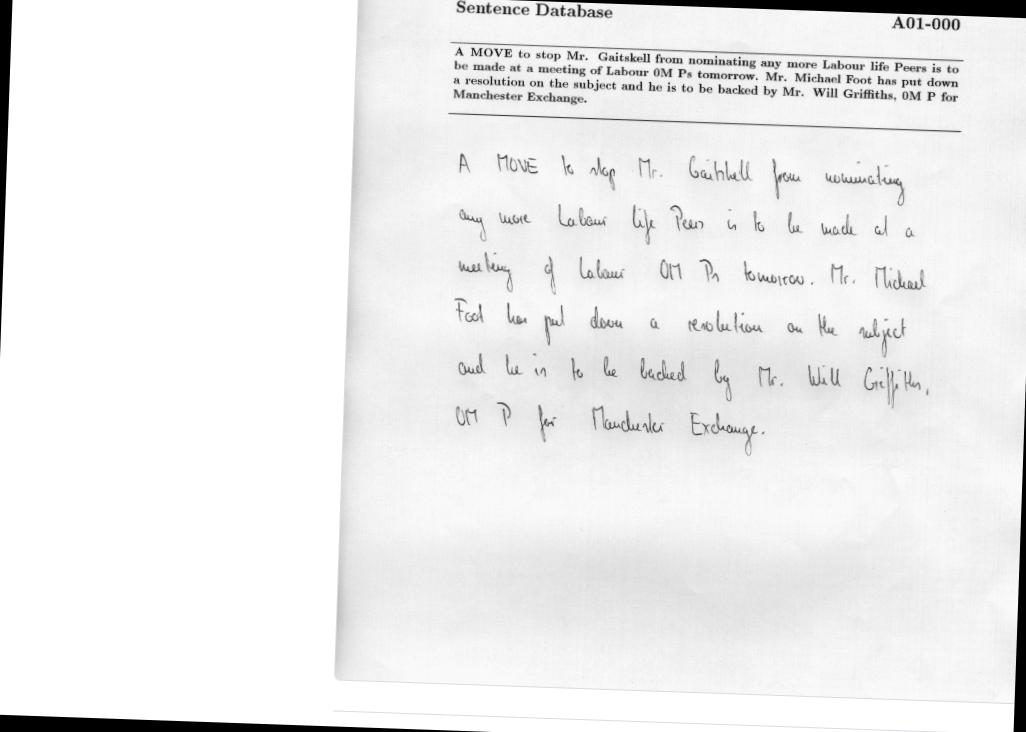 Sentence Database A01-000
A MOVE to stop Mr. Gaitskell from nominating any more Labour life Peers is to
be made at a meeting of Labour 0M Ps tomorrow. Mr. Michael Foot has put down
a resolution on the subject and he is to be backed by Mr. Will Griffiths, 0M P for
Manchester Exchange.
A MOVE to stop Mr. Gaitskell from nominating
any more Labour life Peers is to be made at a
meeting of Labour 0M Ps tomorrow. Mr. Michael
Foot has put down a resolution on the subject
and he is to be backed by Mr. Will Griffiths,
0M P for Manchester Exchange.